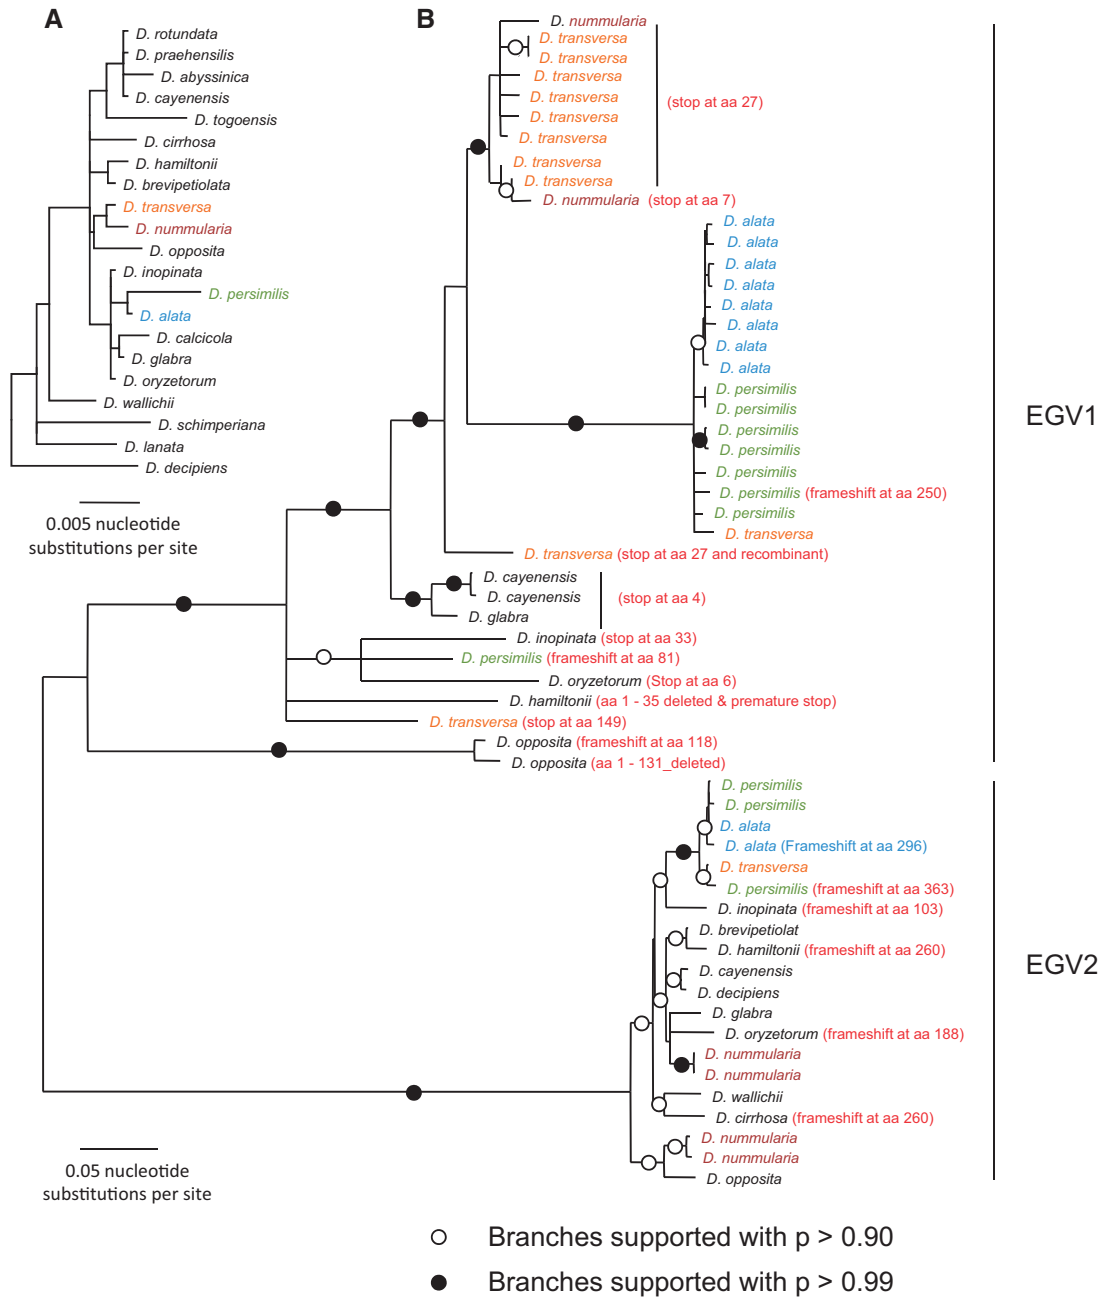 A
D. rotundata
D. praehensilis
D. abyssinica
D. cayenensis
D. togoensis
D. cirrhosa
D. hamiltonii
D. brevipetiolata
D. transversa
D. nummularia
D. opposita
D. inopinata
D. persimilis
D. alata
D. calcicola
D. glabra
D. oryzetorum
D. wallichii
D. schimperiana
D. lanata
D. decipiens
0.005 nucleotide
substitutions per site
B
D. nummularia
D. transversa
D. transversa
D. transversa
D. transversa
D. transversa
D. transversa
D. transversa
D. transversa
(stop at aa 27)
D. nummularia (stop at aa 7)
D. alata
D. alata
D. alata
D. alata
D. alata
D. alata
D. alata
D. alata
D. persimilis
D. persimilis
D. persimilis
D. persimilis
D. persimilis
D. persimilis (frameshift at aa 250)
D. persimilis
D. transversa
D. transversa (stop at aa 27 and recombinant)
D. cayenensis
D. cayenensis
D. glabra
(stop at aa 4)
D. inopinata (stop at aa 33)
D. persimilis (frameshift at aa 81)
D. oryzetorum (Stop at aa 6)
D. hamiltonii (aa 1 - 35 deleted & premature stop)
D. transversa (stop at aa 149)
D. opposita (frameshift at aa 118)
D. opposita (aa 1 - 131_deleted)
EGV1
D. persimilis
D. persimilis
D. alata
D. alata (Frameshift at aa 296)
D. transversa
D. persimilis (frameshift at aa 363)
D. inopinata (frameshift at aa 103)
D. brevipetiolat
D. hamiltonii (frameshift at aa 260)
D. cayenensis
D. decipiens
D. glabra
D. oryzetorum (frameshift at aa 188)
D. nummularia
D. nummularia
D. wallichii
D. cirrhosa (frameshift at aa 260)
D. nummularia
D. nummularia
D. opposita
EGV2
0.05 nucleotide
substitutions per site
Branches supported with p > 0.90
Branches supported with p > 0.99